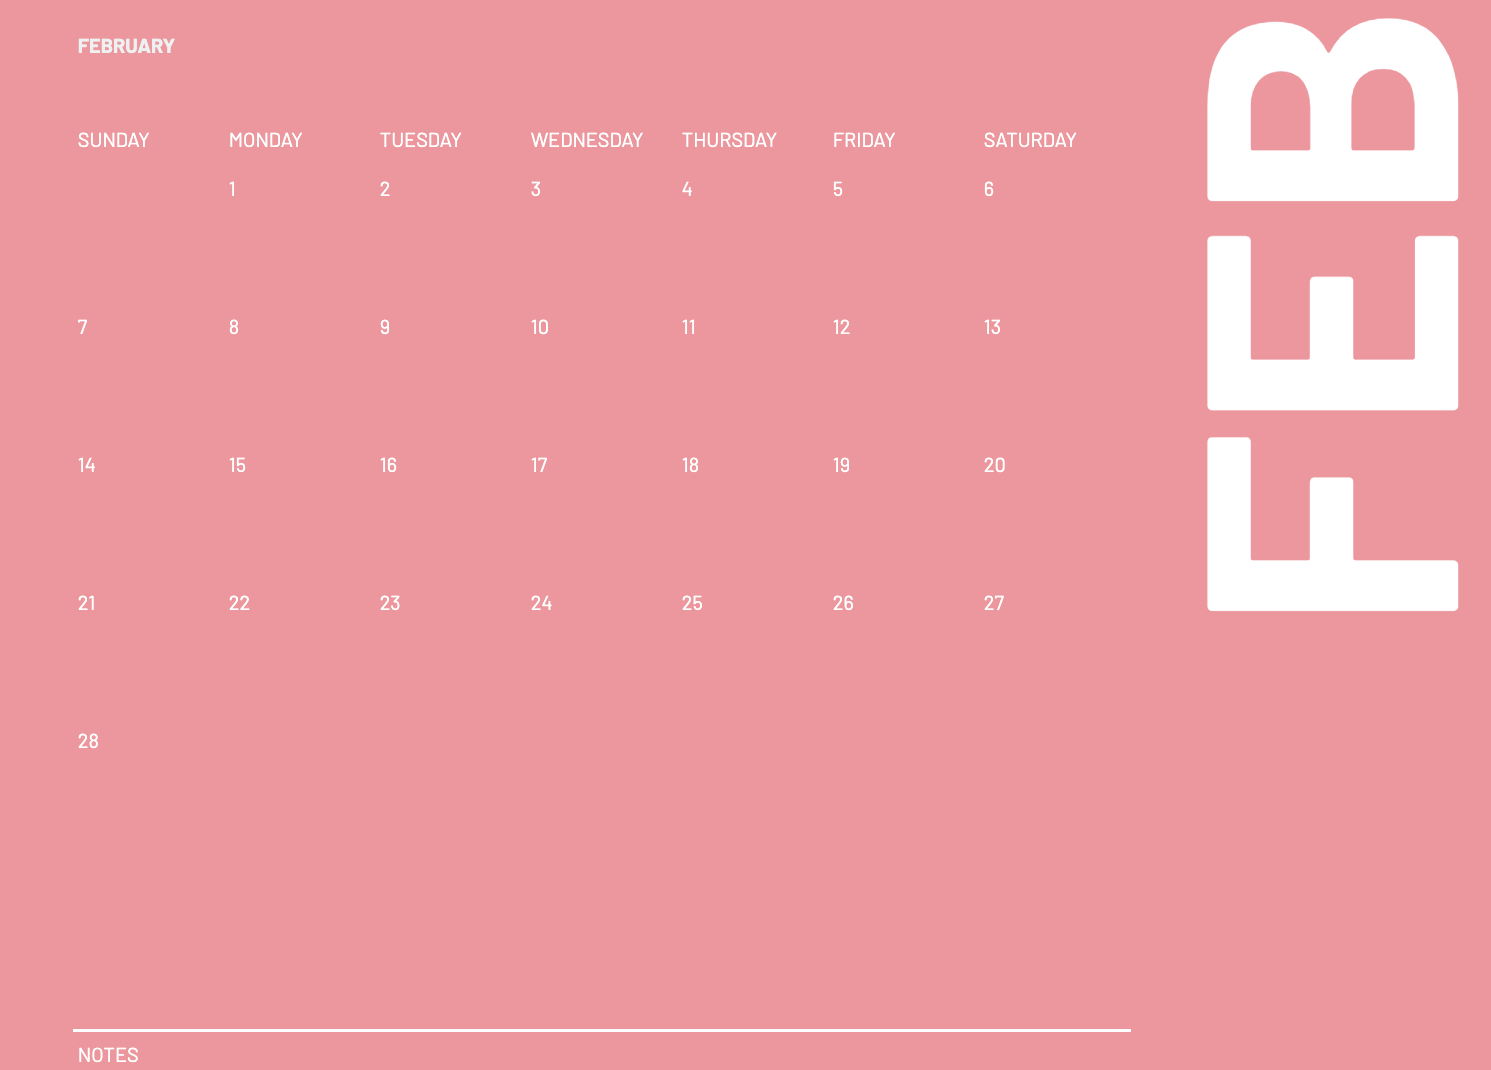 FEBRUARY
SUNDAY MONDAY TUESDAY WEDNESDAY THURSDAY FRIDAY SATURDAY
1 2 3 4 5 6
7 8 9 10 11 12 13
14 15 16 17 18 19 20
21 22 23 24 25 26 27
28
NOTES
FEB